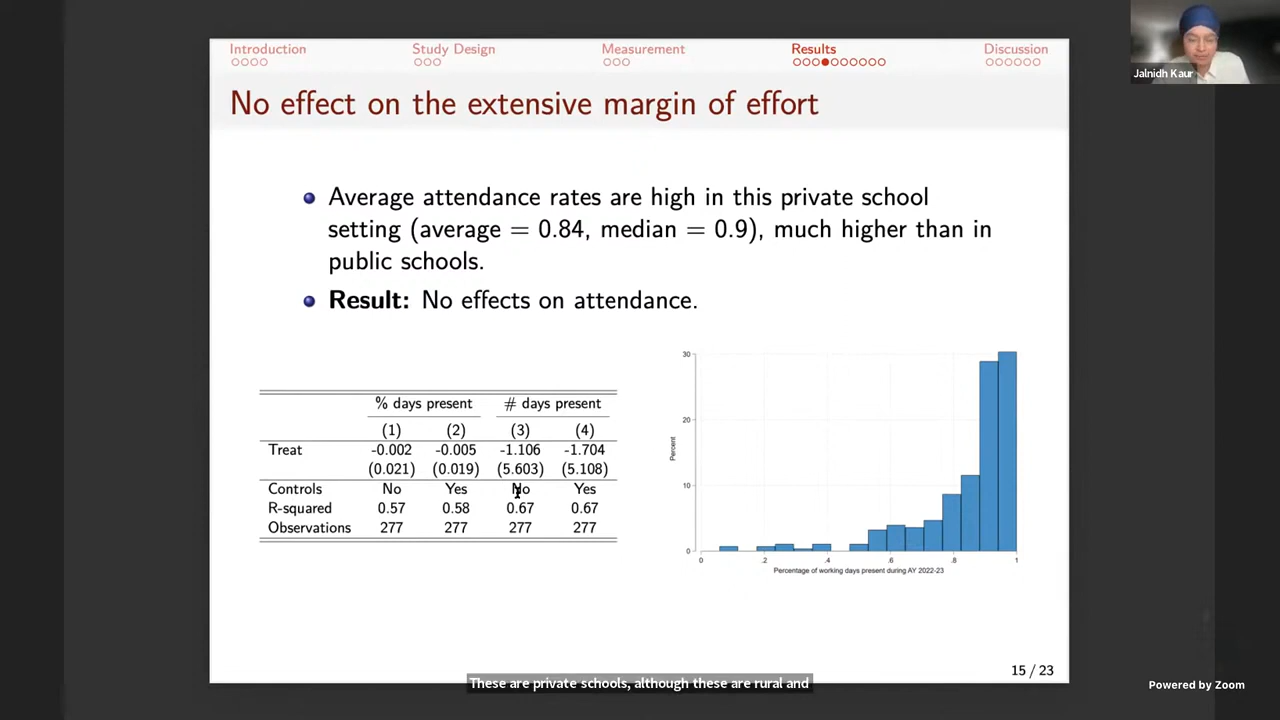 Introduction Study Design Measurement Results Discussion
Jalnidh Kaur
No effect on the extensive margin of effort
Average attendance rates are high in this private school
setting (average = 0.84, median = 0.9), much higher than in
public schools.
Result: No effects on attendance.
% days present # days present
(1) (2) (3) (4)
Treat -0.002 -0.005 -1.106 -1.704
(0.021) (0.019) (5.603) (5.108)
Controls No Yes No Yes
R-squared 0.57 0.58 0.67 0.67
Observations 277 277 277 277
30
20
10
0
Percent
0 .2 .4 .6 .8 1
Percentage of working days present during AY 2022-23
15 / 23
These are private schools, although these are rural and
Powered by Zoom